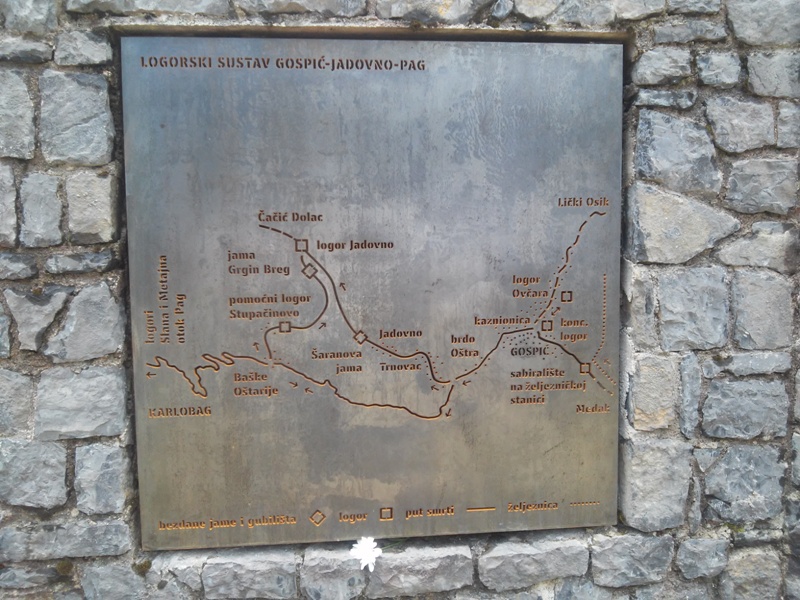 LOGORSKI SUSTAV GOSPIĆ-JADOVNO-PAG
Čačić Dolac
Lički Osik
logor Jadovno
jama
Grgin Breg
logori
Slana i Metajna
otok Pag
pomoćni logor
Stupačinovo
logor
Ovčara
kaznionica
konc.
logor
Jadovno
Šaranova
jama
Trnovac
brdo
Oštra
GOSPIĆ
sabiralište
na željezničkoj
stanici
Baške
Oštarije
KARLOBAG
Medak
bezdane jame i gubilišta
logor
put smrti
željeznica